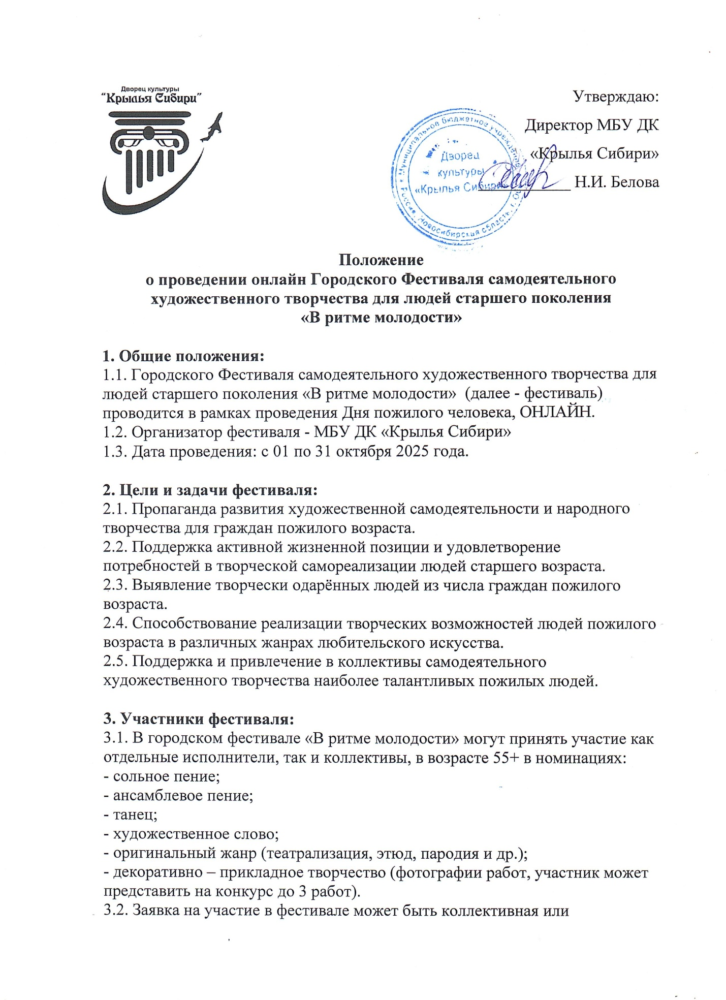 Дворец культуры
“Крылья Сибири”
Утверждаю:
Директор МБУ ДК
«Крылья Сибири»
Н.И. Белова
Муниципальное бюджетное
Дворец
культуры
«Крылья Сибири»
Новосибирская область
Положение
о проведении онлайн Городского Фестиваля самодеятельного
художественного творчества для людей старшего поколения
«В ритме молодости»
1. Общие положения:
1.1. Городского Фестиваля самодеятельного художественного творчества для
людей старшего поколения «В ритме молодости» (далее - фестиваль)
проводится в рамках проведения Дня пожилого человека, ОНЛАЙН.
1.2. Организатор фестиваля - МБУ ДК «Крылья Сибири»
1.3. Дата проведения: с 01 по 31 октября 2025 года.
2. Цели и задачи фестиваля:
2.1. Пропаганда развития художественной самодеятельности и народного
творчества для граждан пожилого возраста.
2.2. Поддержка активной жизненной позиции и удовлетворение
потребностей в творческой самореализации людей старшего возраста.
2.3. Выявление творчески одарённых людей из числа граждан пожилого
возраста.
2.4. Способствование реализации творческих возможностей людей пожилого
возраста в различных жанрах любительского искусства.
2.5. Поддержка и привлечение в коллективы самодеятельного
художественного творчества наиболее талантливых пожилых людей.
3. Участники фестиваля:
3.1. В городском фестивале «В ритме молодости» могут принять участие как
отдельные исполнители, так и коллективы, в возрасте 55+ в номинациях:
- сольное пение;
- ансамблевое пение;
- танец;
- художественное слово;
- оригинальный жанр (театрализация, этюд, пародия и др.);
- декоративно – прикладное творчество (фотографии работ, участник может
представить на конкурс до 3 работ).
3.2. Заявка на участие в фестивале может быть коллективная или